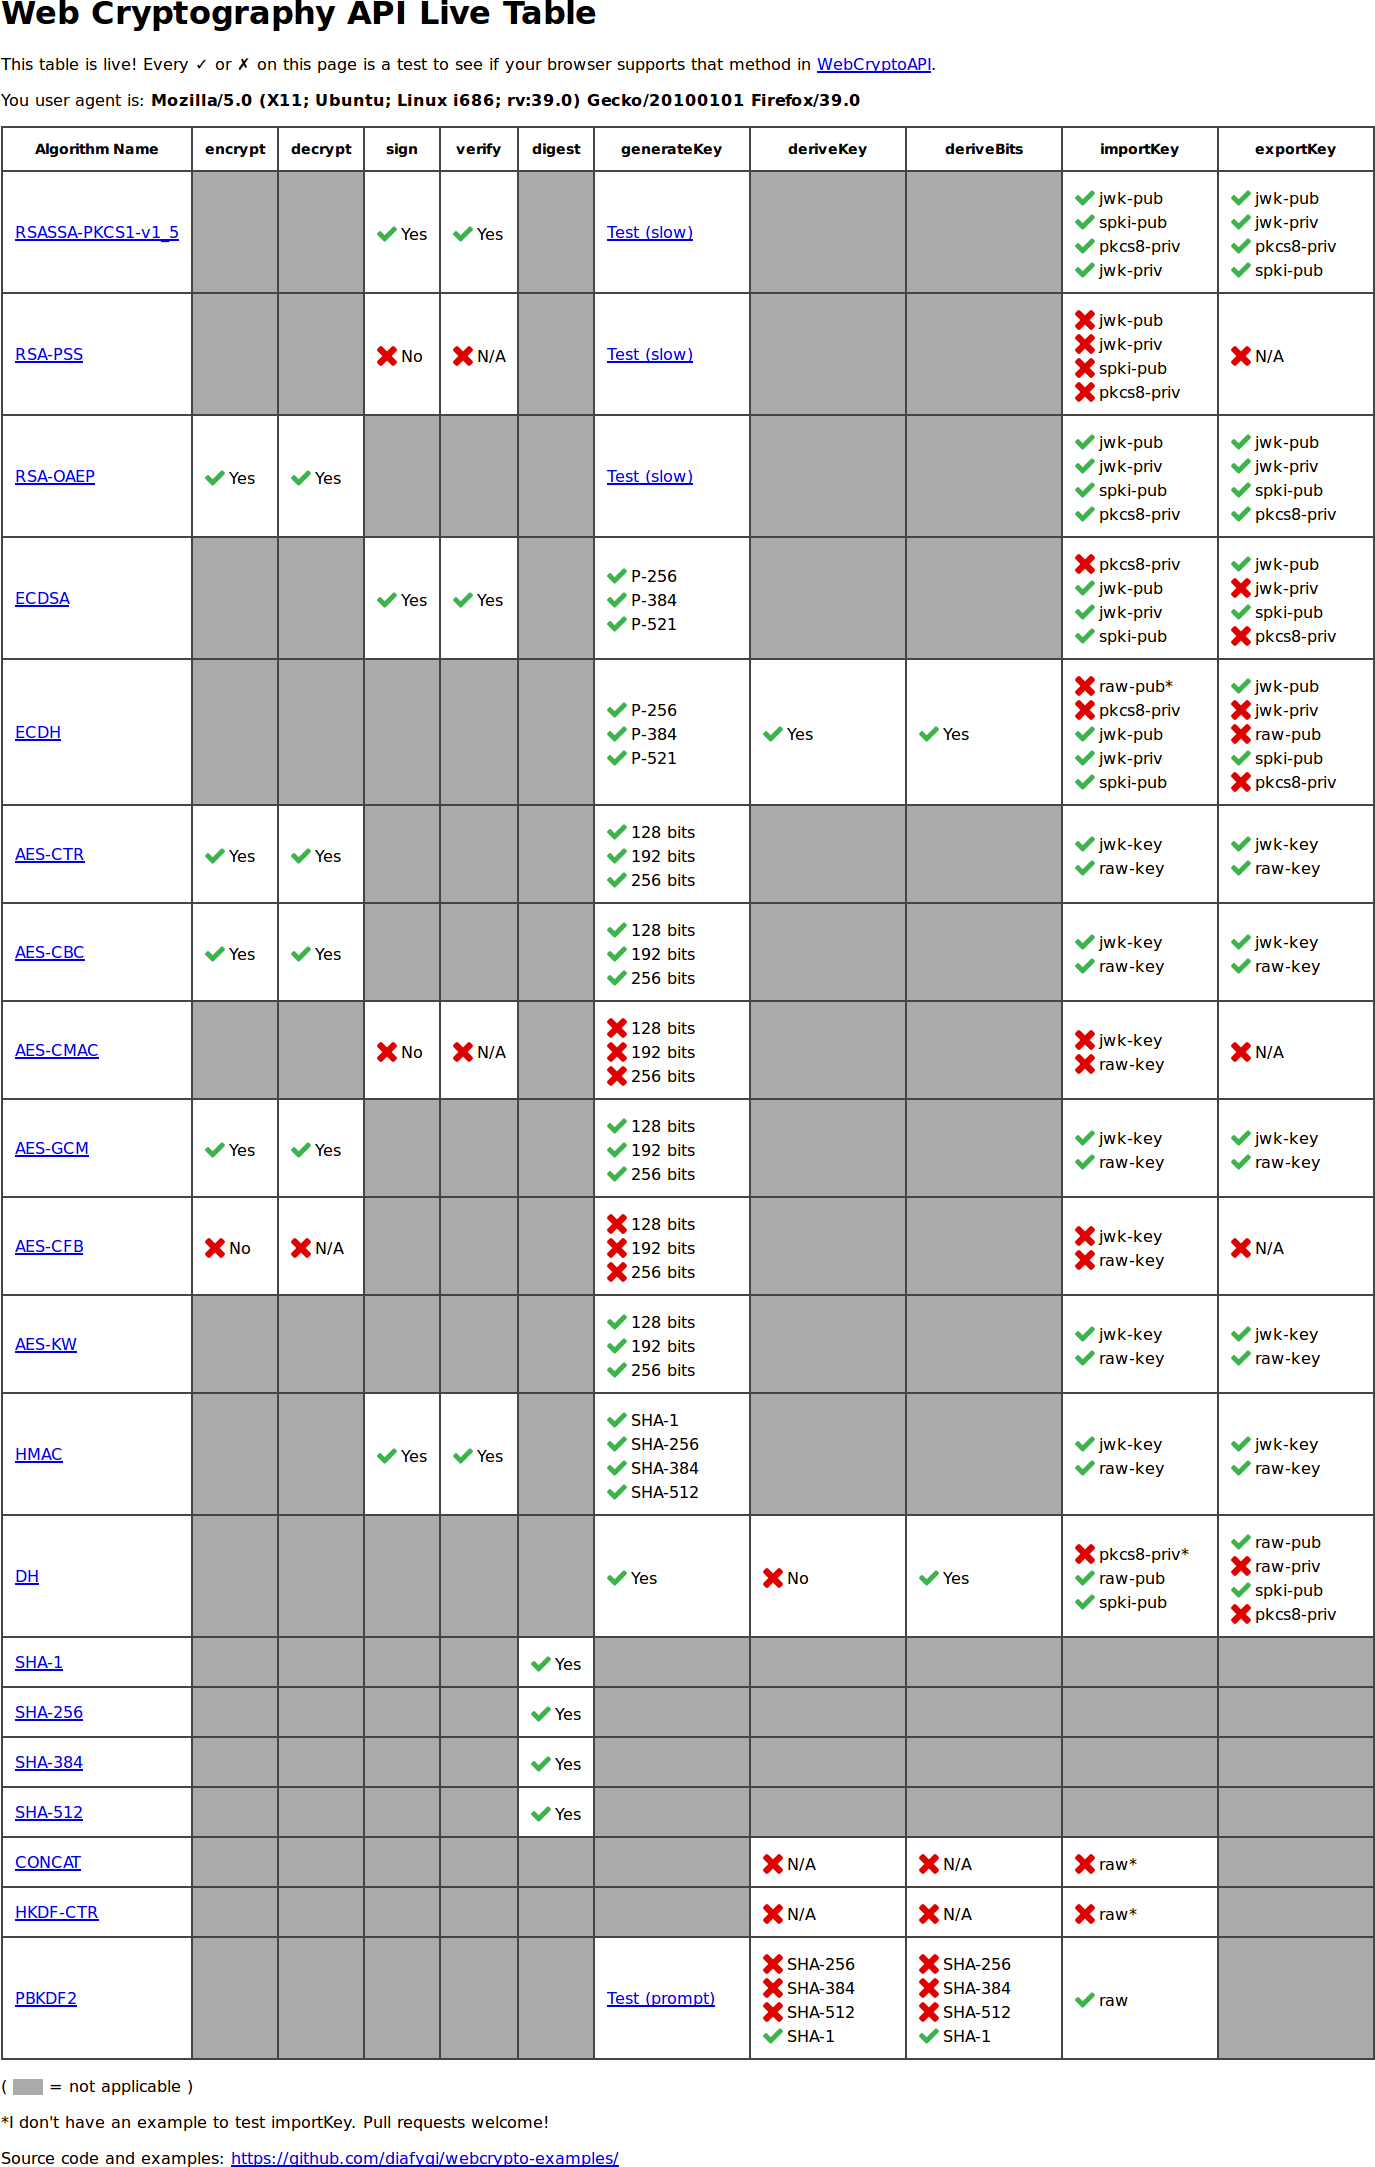 Web Cryptography API Live Table
This table is live! Every ✓ or ✗ on this page is a test to see if your browser supports that method in WebCryptoAPI.
You user agent is: Mozilla/5.0 (X11; Ubuntu; Linux i686; rv:39.0) Gecko/20100101 Firefox/39.0
Algorithm Name encrypt decrypt sign verify digest generateKey deriveKey deriveBits importKey exportKey
RSASSA-PKCS1-v1_5 ✓ Yes ✓ Yes Test (slow)
✓ jwk-pub
✓ spki-pub
✓ pkcs8-priv
✓ jwk-priv
✓ jwk-pub
✓ jwk-priv
✓ pkcs8-priv
✓ spki-pub
RSA-PSS ✗ No ✗ N/A Test (slow)
✗ jwk-pub
✗ jwk-priv
✗ spki-pub
✗ pkcs8-priv
✗ N/A
RSA-OAEP ✓ Yes ✓ Yes Test (slow)
✓ jwk-pub
✓ jwk-priv
✓ spki-pub
✓ pkcs8-priv
✓ jwk-pub
✓ jwk-priv
✓ spki-pub
✓ pkcs8-priv
ECDSA ✓ Yes ✓ Yes
✓ P-256
✓ P-384
✓ P-521
✗ pkcs8-priv
✓ jwk-pub
✓ jwk-priv
✓ spki-pub
✓ jwk-pub
✗ jwk-priv
✓ spki-pub
✗ pkcs8-priv
ECDH
✓ P-256
✓ P-384
✓ P-521
✓ Yes ✓ Yes
✗ raw-pub*
✗ pkcs8-priv
✓ jwk-pub
✓ jwk-priv
✓ spki-pub
✓ jwk-pub
✗ jwk-priv
✗ raw-pub
✓ spki-pub
✗ pkcs8-priv
AES-CTR ✓ Yes ✓ Yes
✓ 128 bits
✓ 192 bits
✓ 256 bits
✓ jwk-key
✓ raw-key
✓ jwk-key
✓ raw-key
AES-CBC ✓ Yes ✓ Yes
✓ 128 bits
✓ 192 bits
✓ 256 bits
✓ jwk-key
✓ raw-key
✓ jwk-key
✓ raw-key
AES-CMAC ✗ No ✗ N/A
✗ 128 bits
✗ 192 bits
✗ 256 bits
✗ jwk-key
✗ raw-key
✗ N/A
AES-GCM ✓ Yes ✓ Yes
✓ 128 bits
✓ 192 bits
✓ 256 bits
✓ jwk-key
✓ raw-key
✓ jwk-key
✓ raw-key
AES-CFB ✗ No ✗ N/A
✗ 128 bits
✗ 192 bits
✗ 256 bits
✗ jwk-key
✗ raw-key
✗ N/A
AES-KW
✓ 128 bits
✓ 192 bits
✓ 256 bits
✓ jwk-key
✓ raw-key
✓ jwk-key
✓ raw-key
HMAC ✓ Yes ✓ Yes
✓ SHA-1
✓ SHA-256
✓ SHA-384
✓ SHA-512
✓ jwk-key
✓ raw-key
✓ jwk-key
✓ raw-key
DH ✓ Yes ✗ No ✓ Yes
✗ pkcs8-priv*
✓ raw-pub
✓ spki-pub
✓ raw-pub
✗ raw-priv
✓ spki-pub
✗ pkcs8-priv
SHA-1 ✓ Yes
SHA-256 ✓ Yes
SHA-384 ✓ Yes
SHA-512 ✓ Yes
CONCAT ✗ N/A ✗ N/A ✗ raw*
HKDF-CTR ✗ N/A ✗ N/A ✗ raw*
PBKDF2 Test (prompt)
✗ SHA-256
✗ SHA-384
✗ SHA-512
✓ SHA-1
✗ SHA-256
✗ SHA-384
✗ SHA-512
✓ SHA-1
✓ raw
( = not applicable )
*I don't have an example to test importKey. Pull requests welcome!
Source code and examples: https://github.com/diafygi/webcrypto-examples/